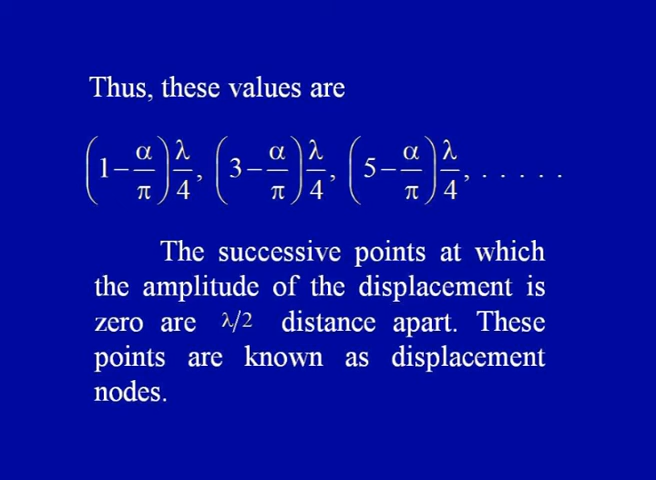 Thus, these values are
(1−α/π)λ/4, (3−α/π)λ/4, (5−α/π)λ/4, . . . . .
The successive points at which
the amplitude of the displacement is
zero are λ/2 distance apart. These
points are known as displacement
nodes.